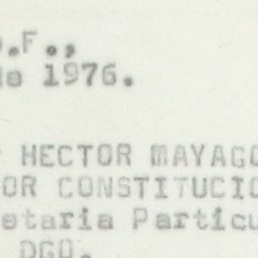 D.F.,
de 1976.
HECTOR MAYAGO
OR CONSTITUCIO
etaria Particu
DGO.